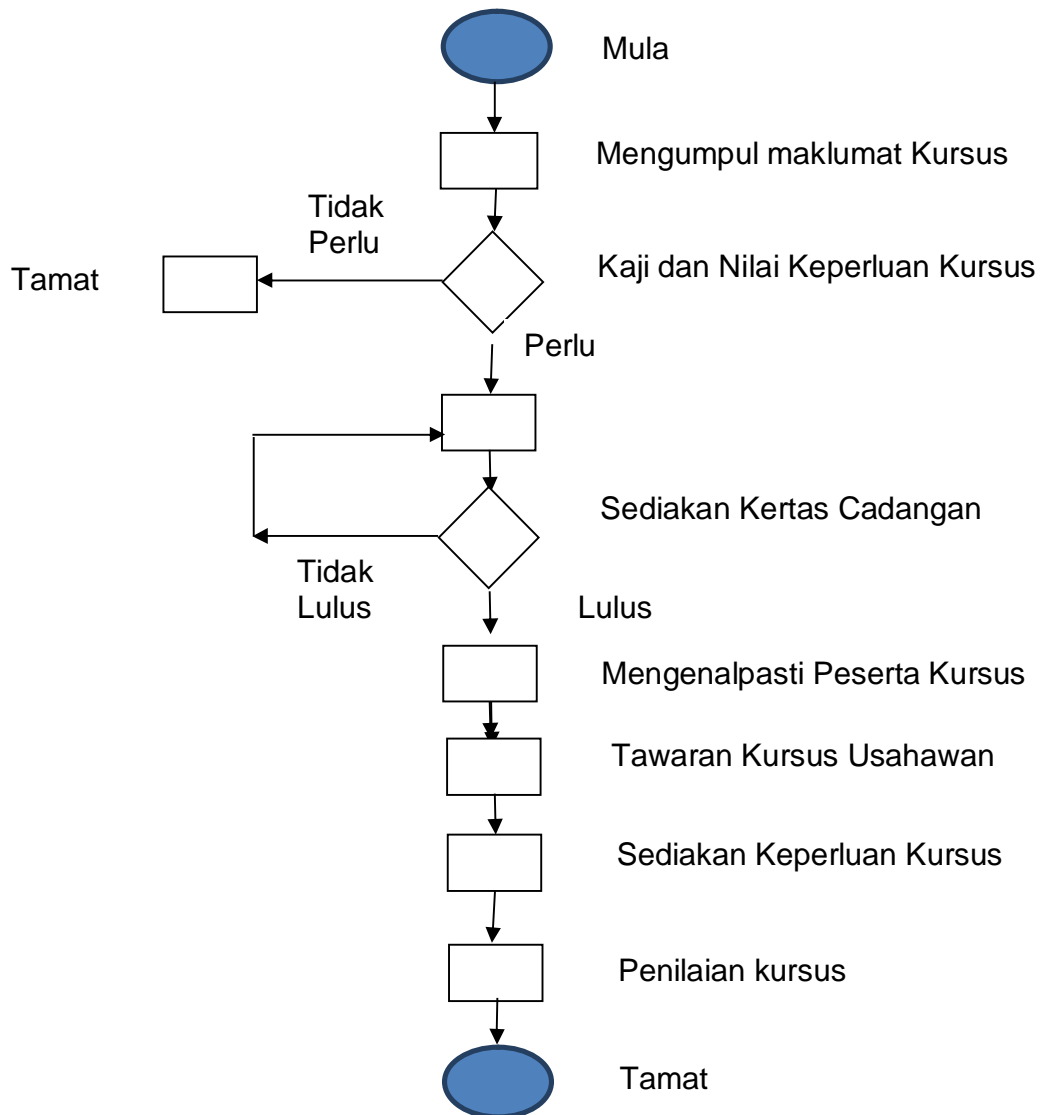 Mula
Mengumpul maklumat Kursus
Tidak
Perlu
Kaji dan Nilai Keperluan Kursus
Tamat
Perlu
Sediakan Kertas Cadangan
Tidak
Lulus
Lulus
Mengenalpasti Peserta Kursus
Tawaran Kursus Usahawan
Sediakan Keperluan Kursus
Penilaian kursus
Tamat